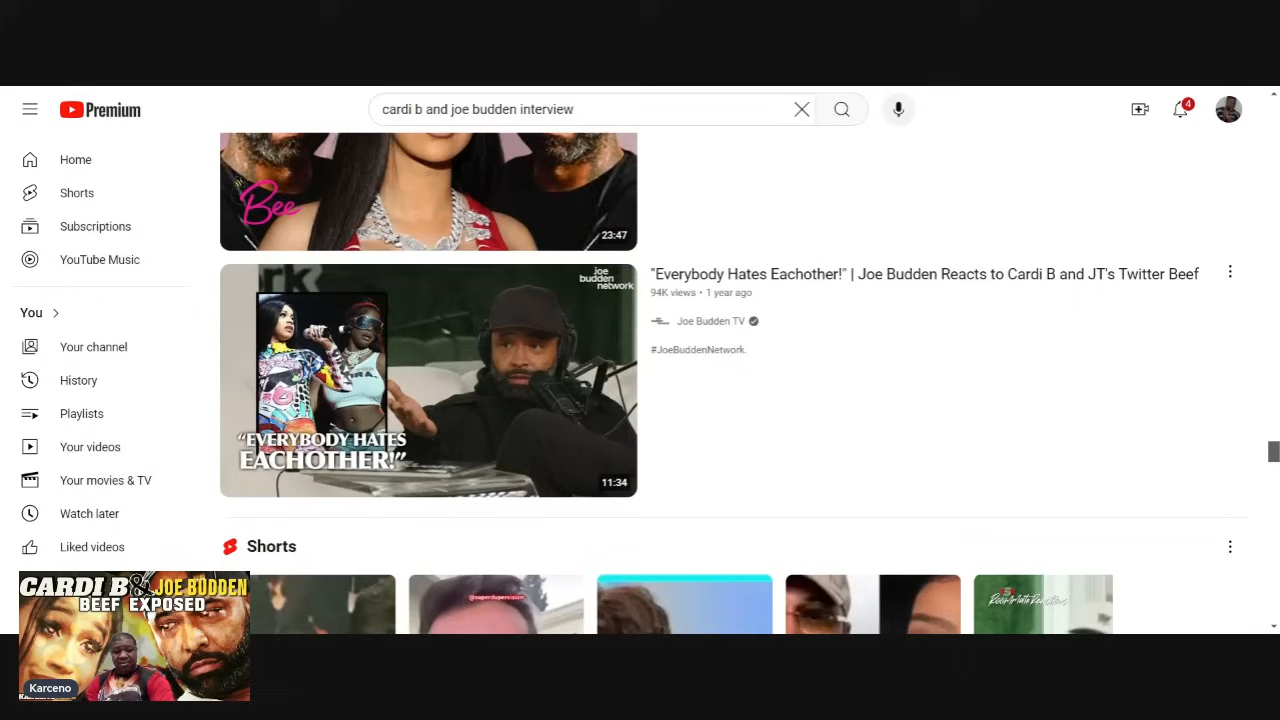 Premium
cardi b and joe budden interview
4
Home
Shorts
Subscriptions
YouTube Music
You
Your channel
History
Playlists
Your videos
Your movies & TV
Watch later
Liked videos
Bee
23:47
joe
budden
network
"EVERYBODY HATES
EACHOTHER!"
11:34
"Everybody Hates Eachother!" | Joe Budden Reacts to Cardi B and JT's Twitter Beef
94K views • 1 year ago
Joe Budden TV
#JoeBuddenNetwork.
Shorts
@superdupervision
CARDI B & JOE BUDDEN
BEEF EXPOSED
Karceno